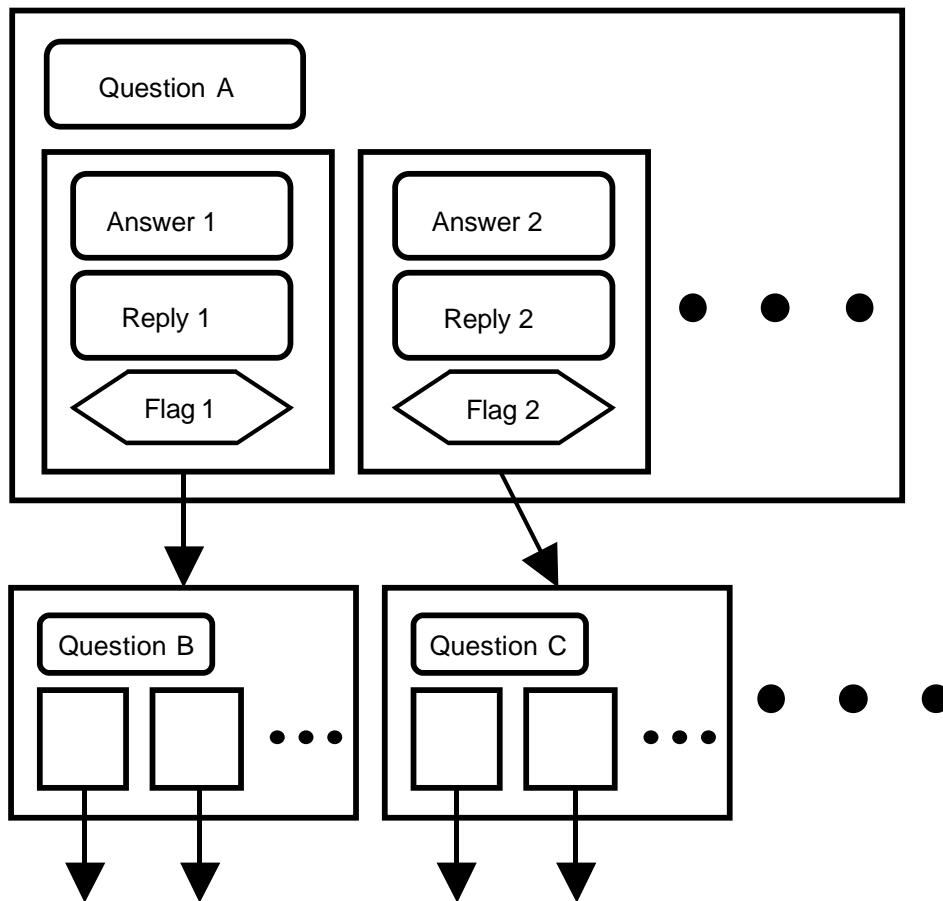 Question A
Answer 1
Answer 2
Reply 1
Reply 2
Flag 1
Flag 2
Question B
Question C